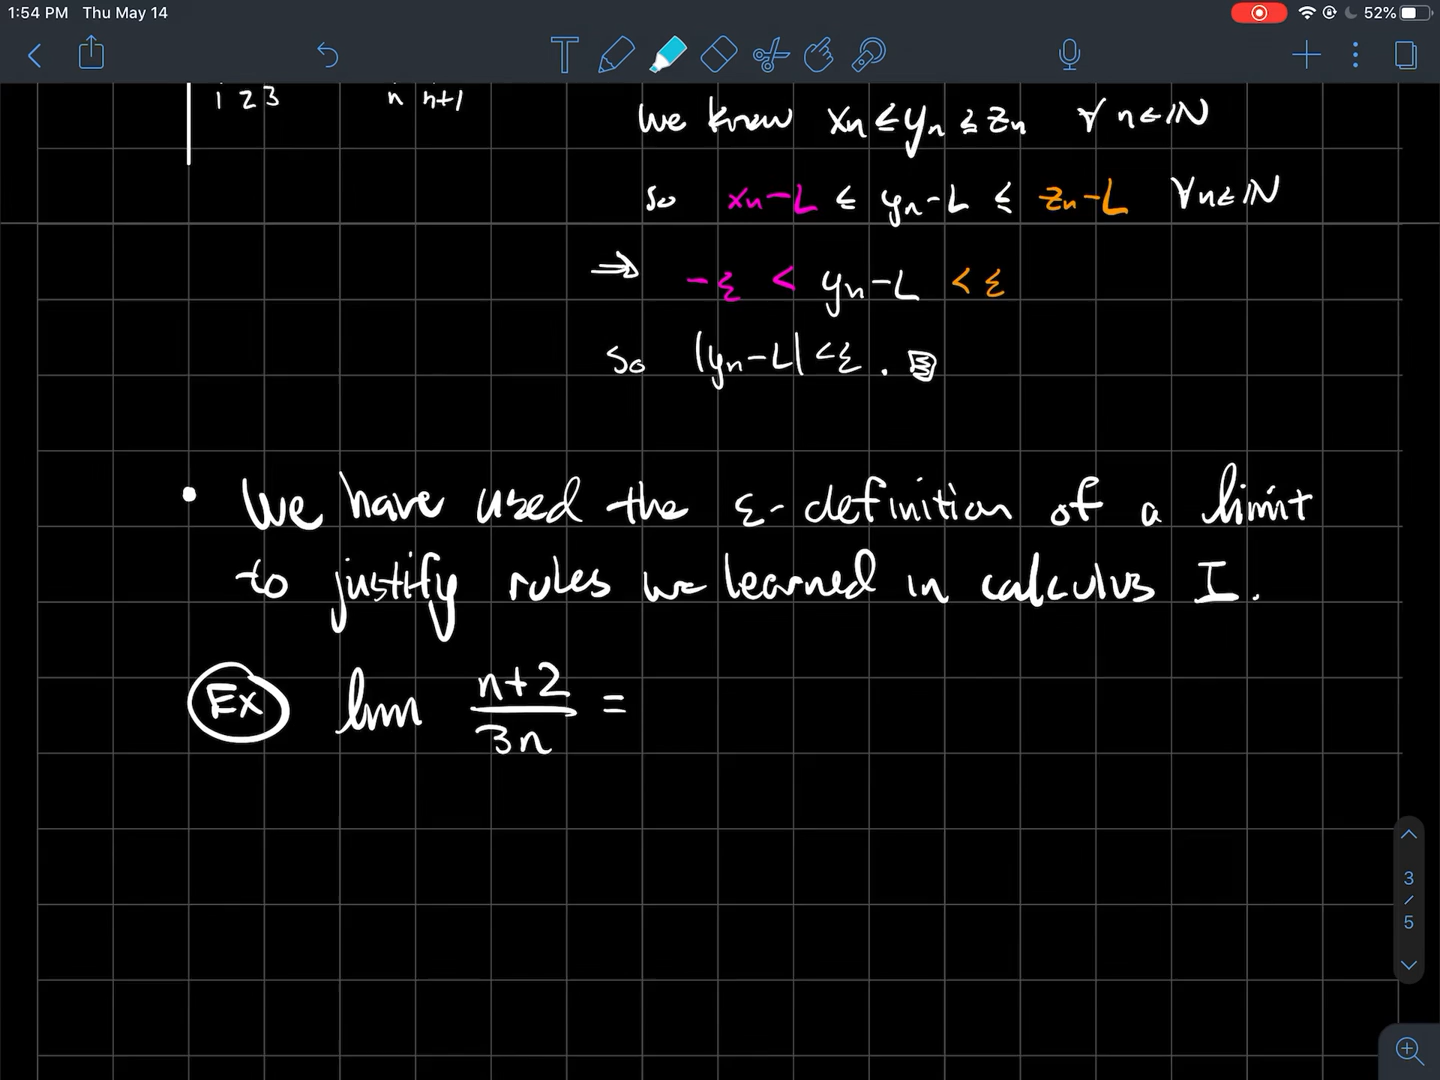 1:54 PM Thu May 14
52%
T
1 2 3 n n+1
We know xn ≤ yn ≤ zn ∀ n ∈ ℕ
So xn - L ≤ yn - L ≤ zn - L ∀n ∈ ℕ
⇒ -ε < yn - L < ε
So |yn - L| < ε.
• We have used the ε-definition of a limit
to justify rules we learned in calculus I.
Ex lim n+2 =
3n
3
/
5